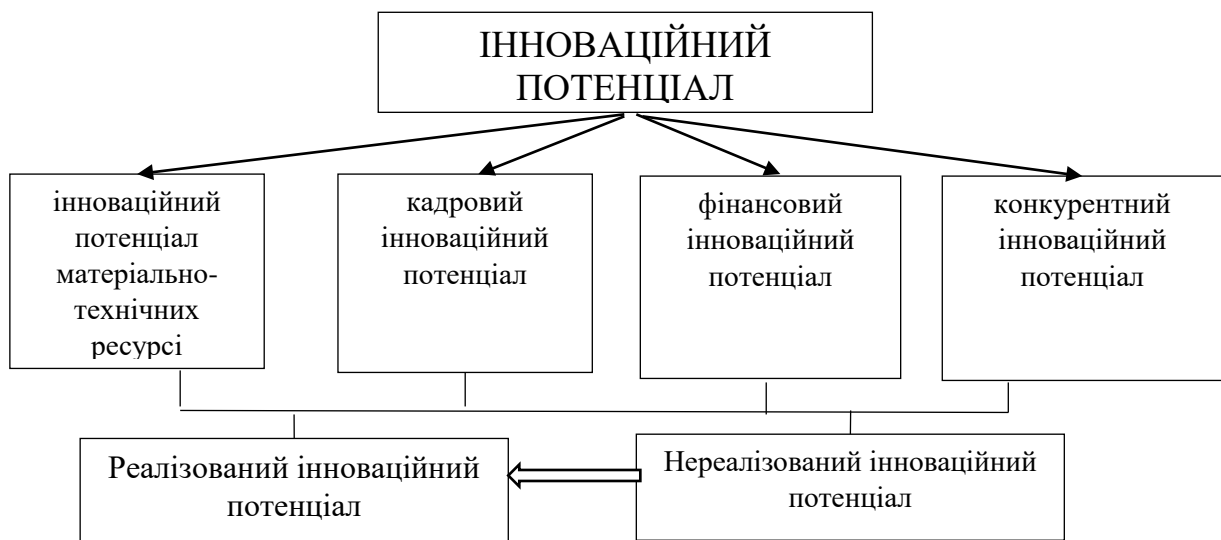 ІННОВАЦІЙНИЙ
ПОТЕНЦІАЛ
інноваційний
потенціал
матеріально-
технічних
ресурсі
кадровий
інноваційний
потенціал
фінансовий
інноваційний
потенціал
конкурентний
інноваційний
потенціал
Реалізований інноваційний
потенціал
Нереалізований інноваційний
потенціал